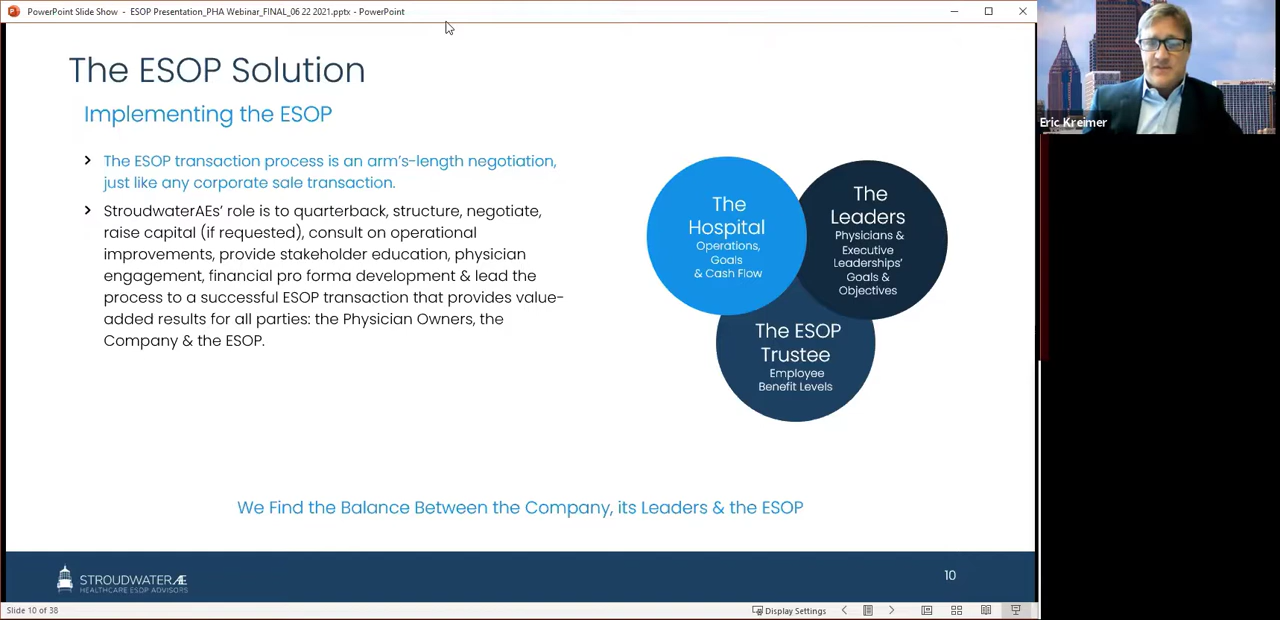 PowerPoint Slide Show - ESOP Presentation_PHA Webinar_FINAL_06 22 2021.pptx - PowerPoint
The ESOP Solution
Implementing the ESOP
The ESOP transaction process is an arm's-length negotiation,
just like any corporate sale transaction.
StroudwaterAEs' role is to quarterback, structure, negotiate,
raise capital (if requested), consult on operational
improvements, provide stakeholder education, physician
engagement, financial pro forma development & lead the
process to a successful ESOP transaction that provides value-
added results for all parties: the Physician Owners, the
Company & the ESOP.
The
Hospital
Operations,
Goals
& Cash Flow
The
Leaders
Physicians &
Executive
Leaderships'
Goals &
Objectives
The ESOP
Trustee
Employee
Benefit Levels
We Find the Balance Between the Company, its Leaders & the ESOP
STROUDWATERAE
HEALTHCARE ESOP ADVISORS
10
Slide 10 of 38
Display Settings
Eric Kreimer